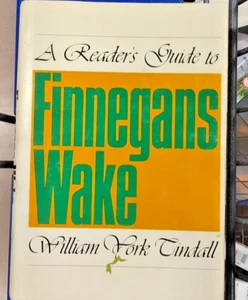 A Reader's Guide to
Finnegans
Wake
William York Tindall